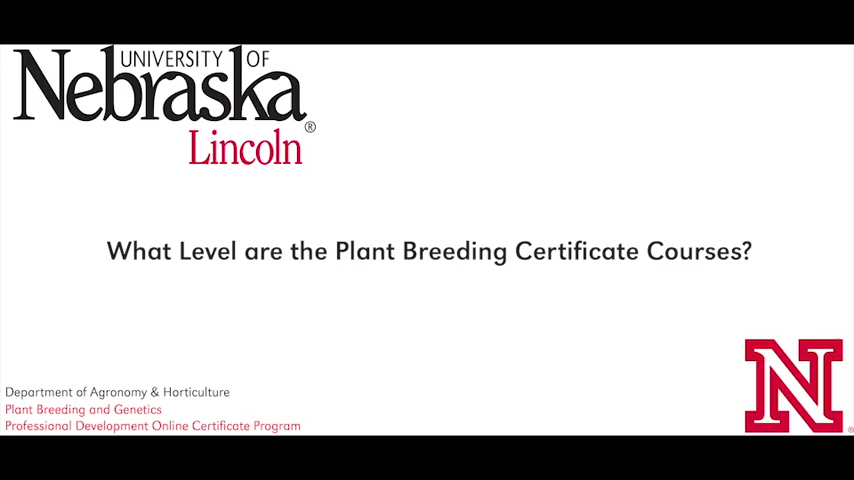 UNIVERSITY OF
Nebraska®
Lincoln
What Level are the Plant Breeding Certificate Courses?
Department of Agronomy & Horticulture
Plant Breeding and Genetics
Professional Development Online Certificate Program
N®